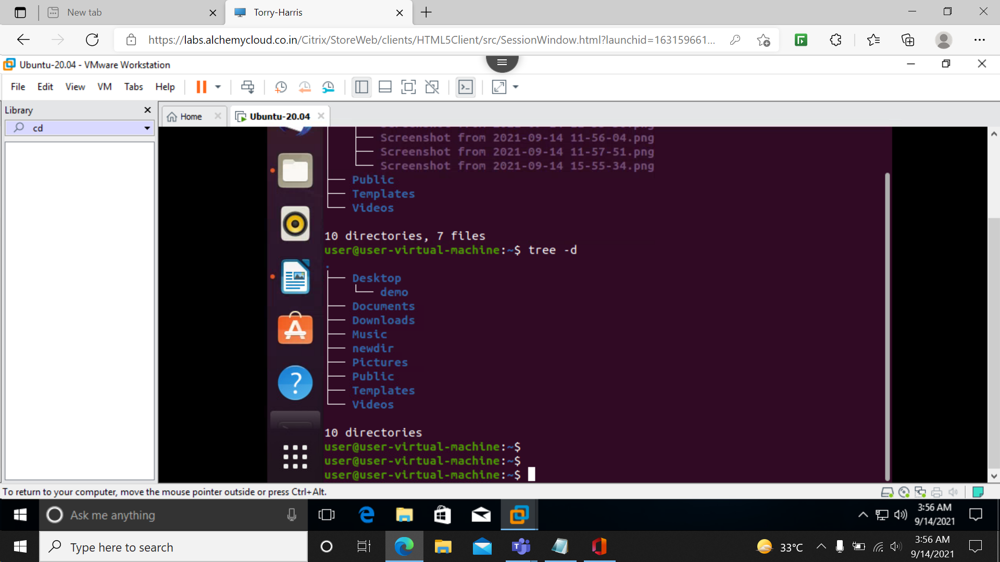 New tab
Torry-Harris
https://labs.alchemycloud.co.in/Citrix/StoreWeb/clients/HTML5Client/src/SessionWindow.html?launchid=163159661...
Ubuntu-20.04 - VMware Workstation
File Edit View VM Tabs Help
Library
cd
Home
Ubuntu-20.04
Screenshot from 2021-09-14 11-56-04.png
Screenshot from 2021-09-14 11-57-51.png
Screenshot from 2021-09-14 15-55-34.png
Public
Templates
Videos
10 directories, 7 files
user@user-virtual-machine:~$ tree -d
.
Desktop
demo
Documents
Downloads
Music
newdir
Pictures
Public
Templates
Videos
10 directories
user@user-virtual-machine:~$
user@user-virtual-machine:~$
user@user-virtual-machine:~$
To return to your computer, move the mouse pointer outside or press Ctrl+Alt.
Ask me anything
3:56 AM
9/14/2021
Type here to search
33°C
3:56 AM
9/14/2021